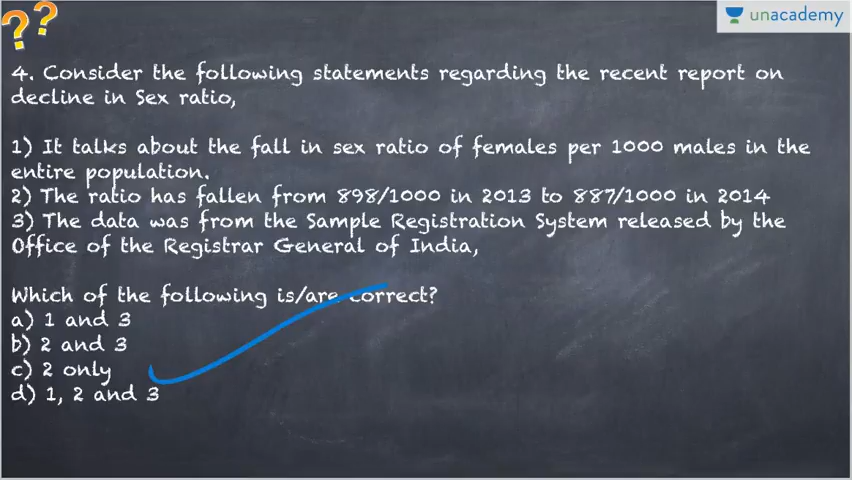 ??
unacademy
4. Consider the following statements regarding the recent report on
decline in Sex ratio,
1) It talks about the fall in sex ratio of females per 1000 males in the
entire population.
2) The ratio has fallen from 898/1000 in 2013 to 887/1000 in 2014
3) The data was from the Sample Registration System released by the
Office of the Registrar General of India,
Which of the following is/are correct?
a) 1 and 3
b) 2 and 3
c) 2 only
d) 1, 2 and 3